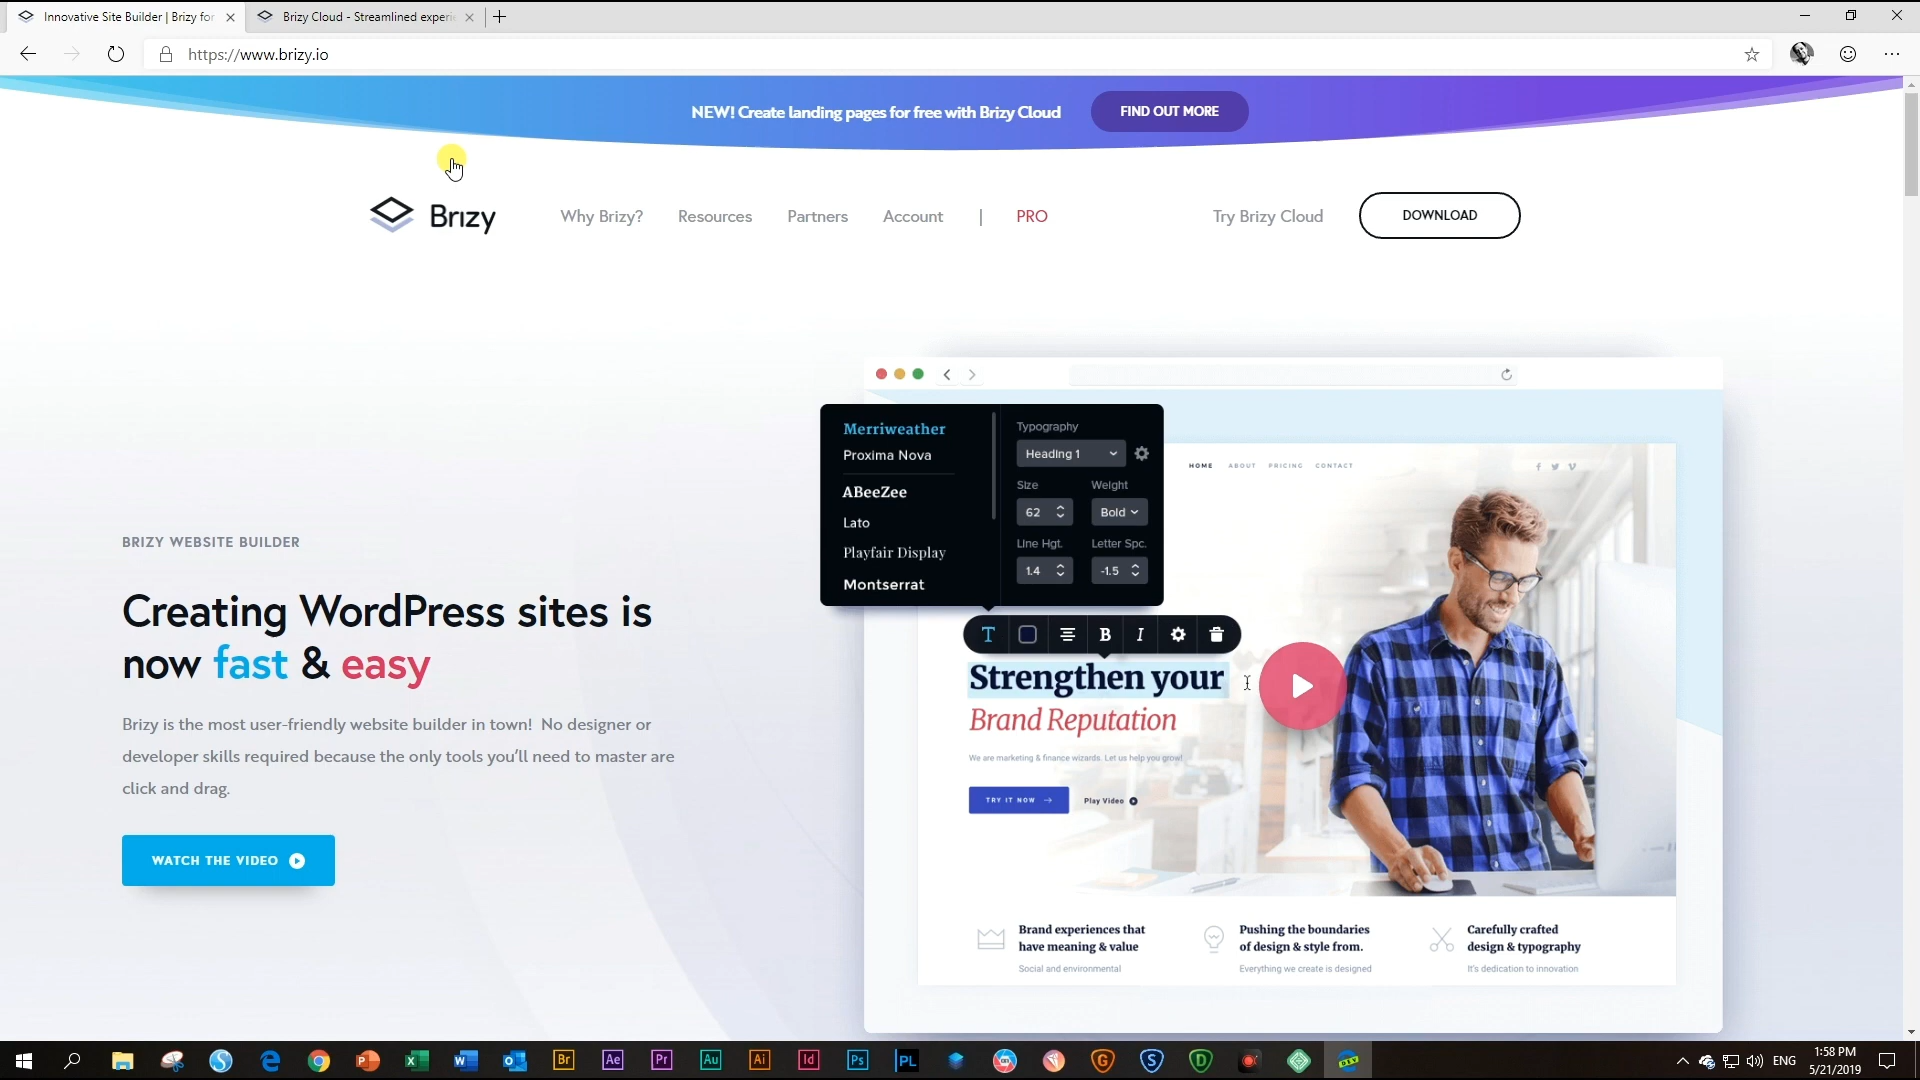 Innovative Site Builder | Brizy for
Brizy Cloud - Streamlined experie
https://www.brizy.io
NEW! Create landing pages for free with Brizy Cloud
FIND OUT MORE
Brizy
Why Brizy?
Resources
Partners
Account
|
PRO
Try Brizy Cloud
DOWNLOAD
BRIZY WEBSITE BUILDER
Creating WordPress sites is
now fast & easy
Brizy is the most user-friendly website builder in town! No designer or
developer skills required because the only tools you'll need to master are
click and drag.
WATCH THE VIDEO
Merriweather
Proxima Nova
ABeeZee
Lato
Playfair Display
Montserrat
Typography
Heading 1
Size
Weight
62
Bold
Line Hgt.
Letter Spc.
1.4
-1.5
HOME
ABOUT
PRICING
CONTACT
T
B
I
Strengthen your
Brand Reputation
We are marketing & finance wizards. Let us help you grow!
TRY IT NOW
Play Video
Brand experiences that
have meaning & value
Social and environmental
Pushing the boundaries
of design & style from.
Everything we create is designed
Carefully crafted
design & typography
It's dedication to innovation
Br
Ae
Pr
Au
Ai
Id
Ps
PL
ENG
1:58 PM
5/21/2019